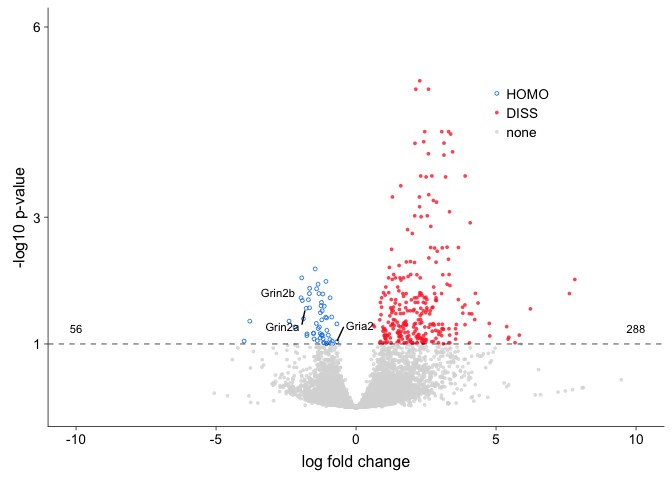 6
HOMO
DISS
none
-log10 p-value
3
Grin2b
Grin2a
Gria2
56
288
1
-10
-5
0
5
10
log fold change